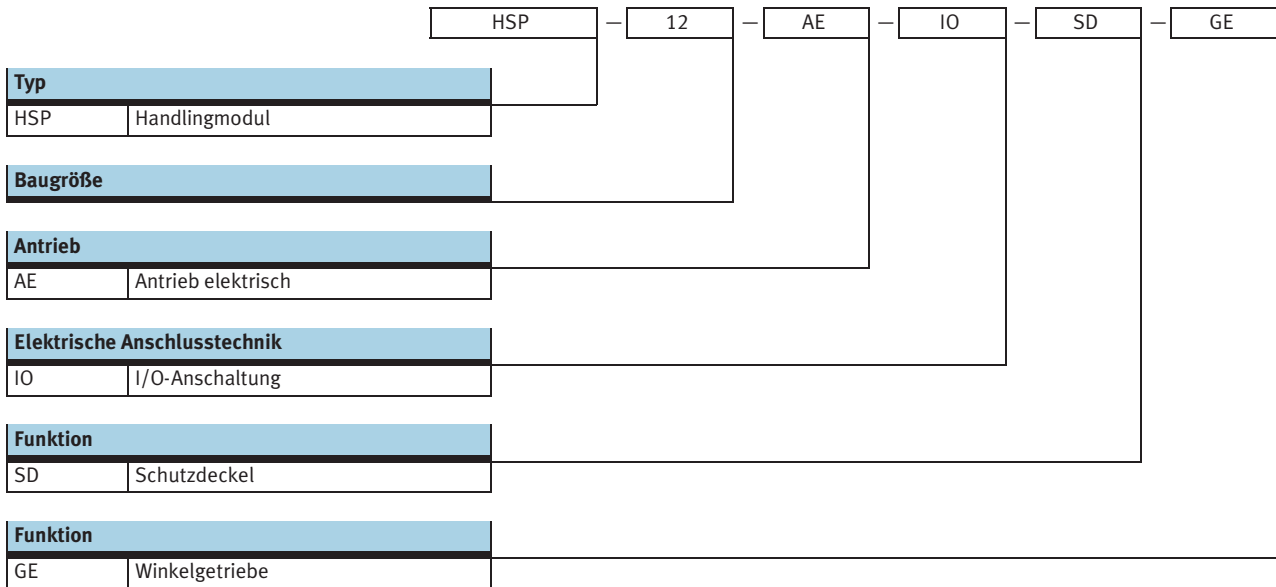 HSP — 12 — AE — IO — SD — GE
Typ
HSP Handlingmodul
Baugröße
Antrieb
AE Antrieb elektrisch
Elektrische Anschlusstechnik
IO I/O-Anschaltung
Funktion
SD Schutzdeckel
Funktion
GE Winkelgetriebe